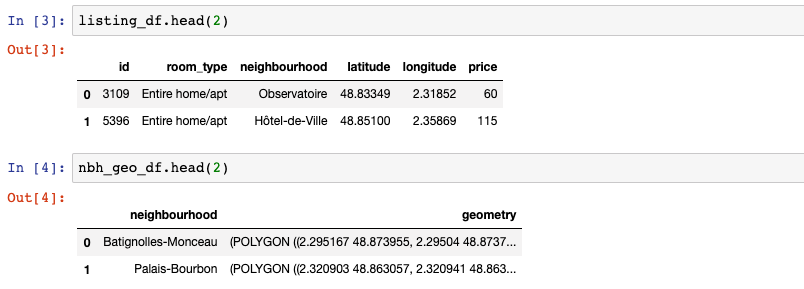 In [3]: listing_df.head(2)
Out[3]:
id room_type neighbourhood latitude longitude price
0 3109 Entire home/apt Observatoire 48.83349 2.31852 60
1 5396 Entire home/apt Hôtel-de-Ville 48.85100 2.35869 115
In [4]: nbh_geo_df.head(2)
Out[4]:
neighbourhood geometry
0 Batignolles-Monceau (POLYGON ((2.295167 48.873955, 2.29504 48.8737...
1 Palais-Bourbon (POLYGON ((2.320903 48.863057, 2.320941 48.863...